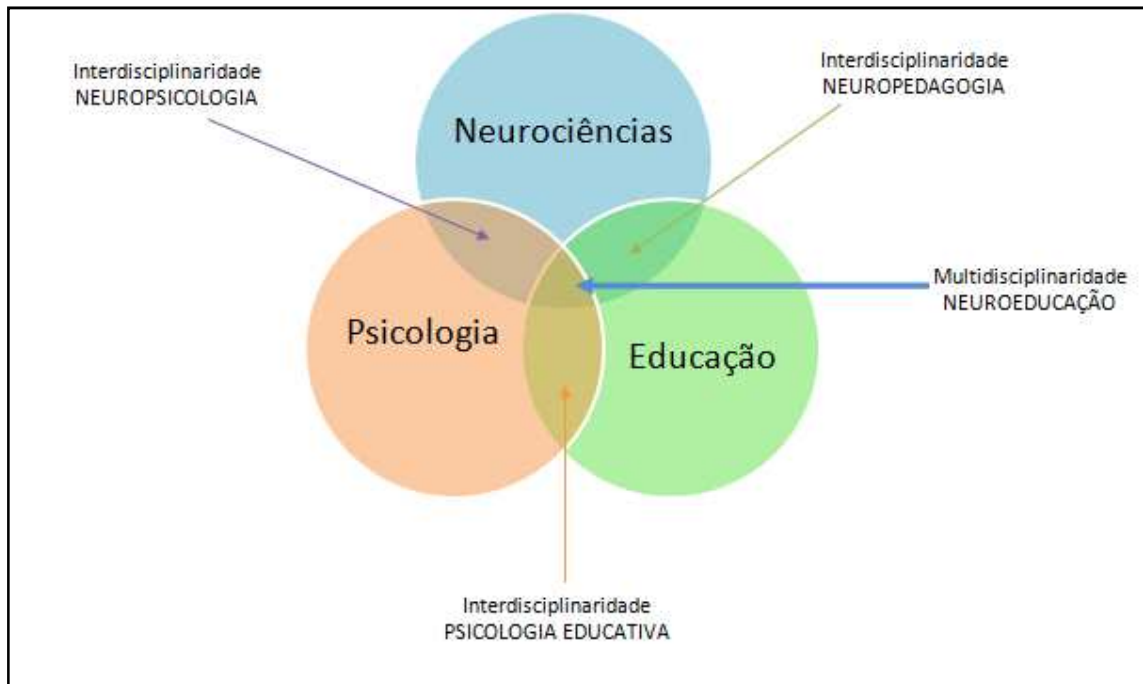 Interdisciplinaridade
NEUROPSICOLOGIA
Interdisciplinaridade
NEUROPEDAGOGIA
Neurociências
Multidisciplinaridade
NEUROEDUCAÇÃO
Psicologia
Educação
Interdisciplinaridade
PSICOLOGIA EDUCATIVA